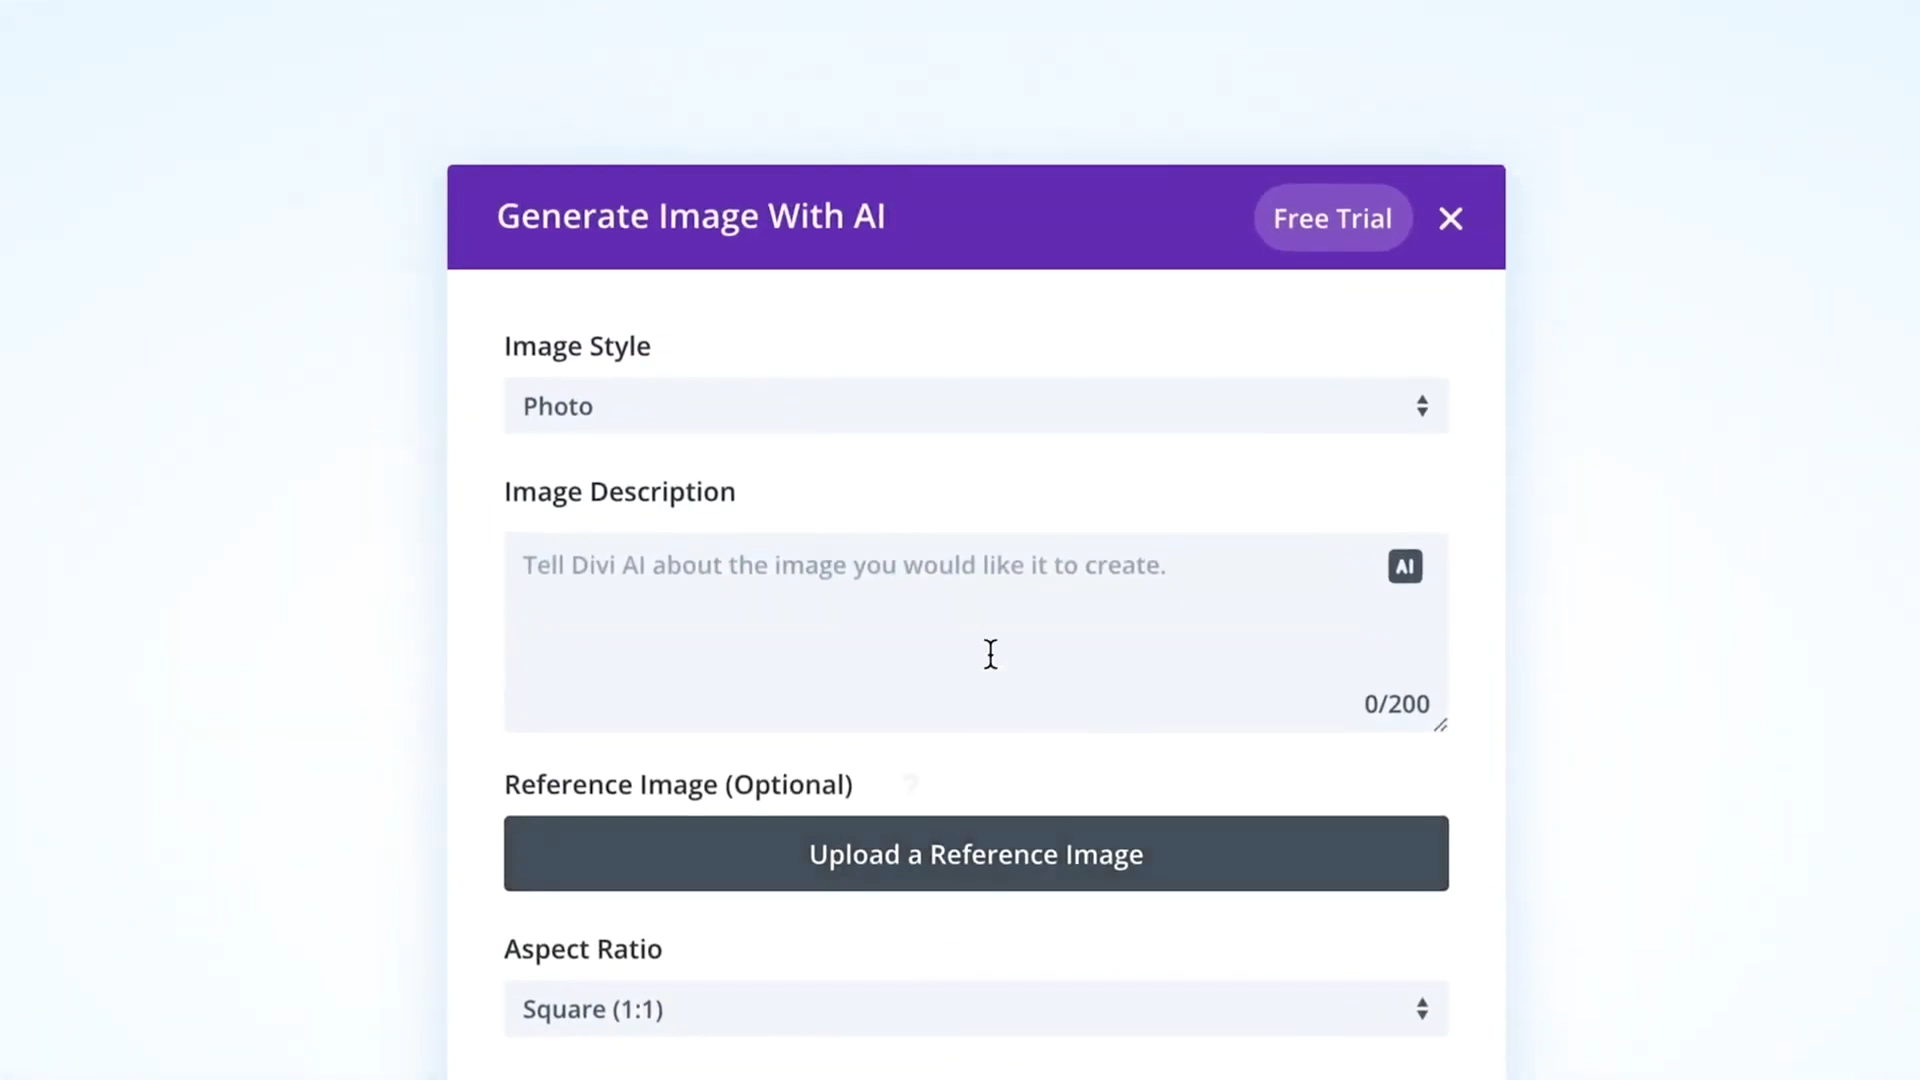 Generate Image With AI
Free Trial
Image Style
Photo
Image Description
Tell Divi AI about the image you would like it to create.
AI
0/200
Reference Image (Optional)
?
Upload a Reference Image
Aspect Ratio
Square (1:1)